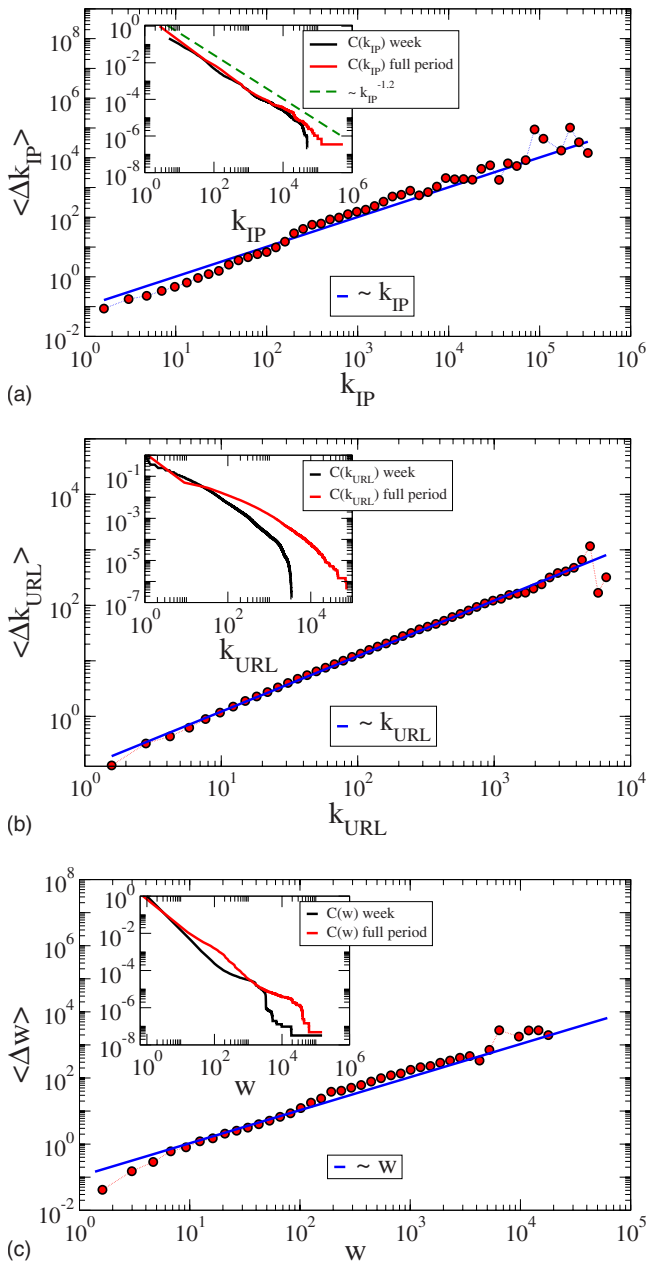 10^8
10^6
10^4
10^2
10^0
10^-2
<Δk_IP>
10^0
10^-2
10^-4
10^-6
10^-8
10^0 10^2 10^4 10^6
k_IP
C(k_IP) week
C(k_IP) full period
~ k_IP^-1.2
~ k_IP
10^0 10^1 10^2 10^3 10^4 10^5 10^6
k_IP
(a)
10^4
10^2
10^0
<Δk_URL>
10^-1
10^-3
10^-5
10^-7
10^0 10^2 10^4
k_URL
C(k_URL) week
C(k_URL) full period
~ k_URL
10^0 10^1 10^2 10^3 10^4
k_URL
(b)
10^8
10^6
10^4
10^2
10^0
10^-2
<Δw>
10^0
10^-2
10^-4
10^-6
10^-8
10^0 10^2 10^4 10^6
w
C(w) week
C(w) full period
~ w
10^0 10^1 10^2 10^3 10^4 10^5
w
(c)